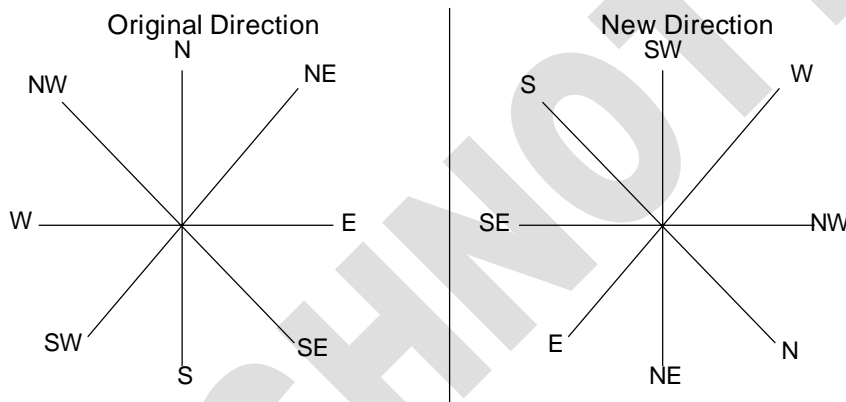 Original Direction
N
NE
NW
W
E
SW
SE
S
New Direction
SW
W
S
SE
NW
E
N
NE